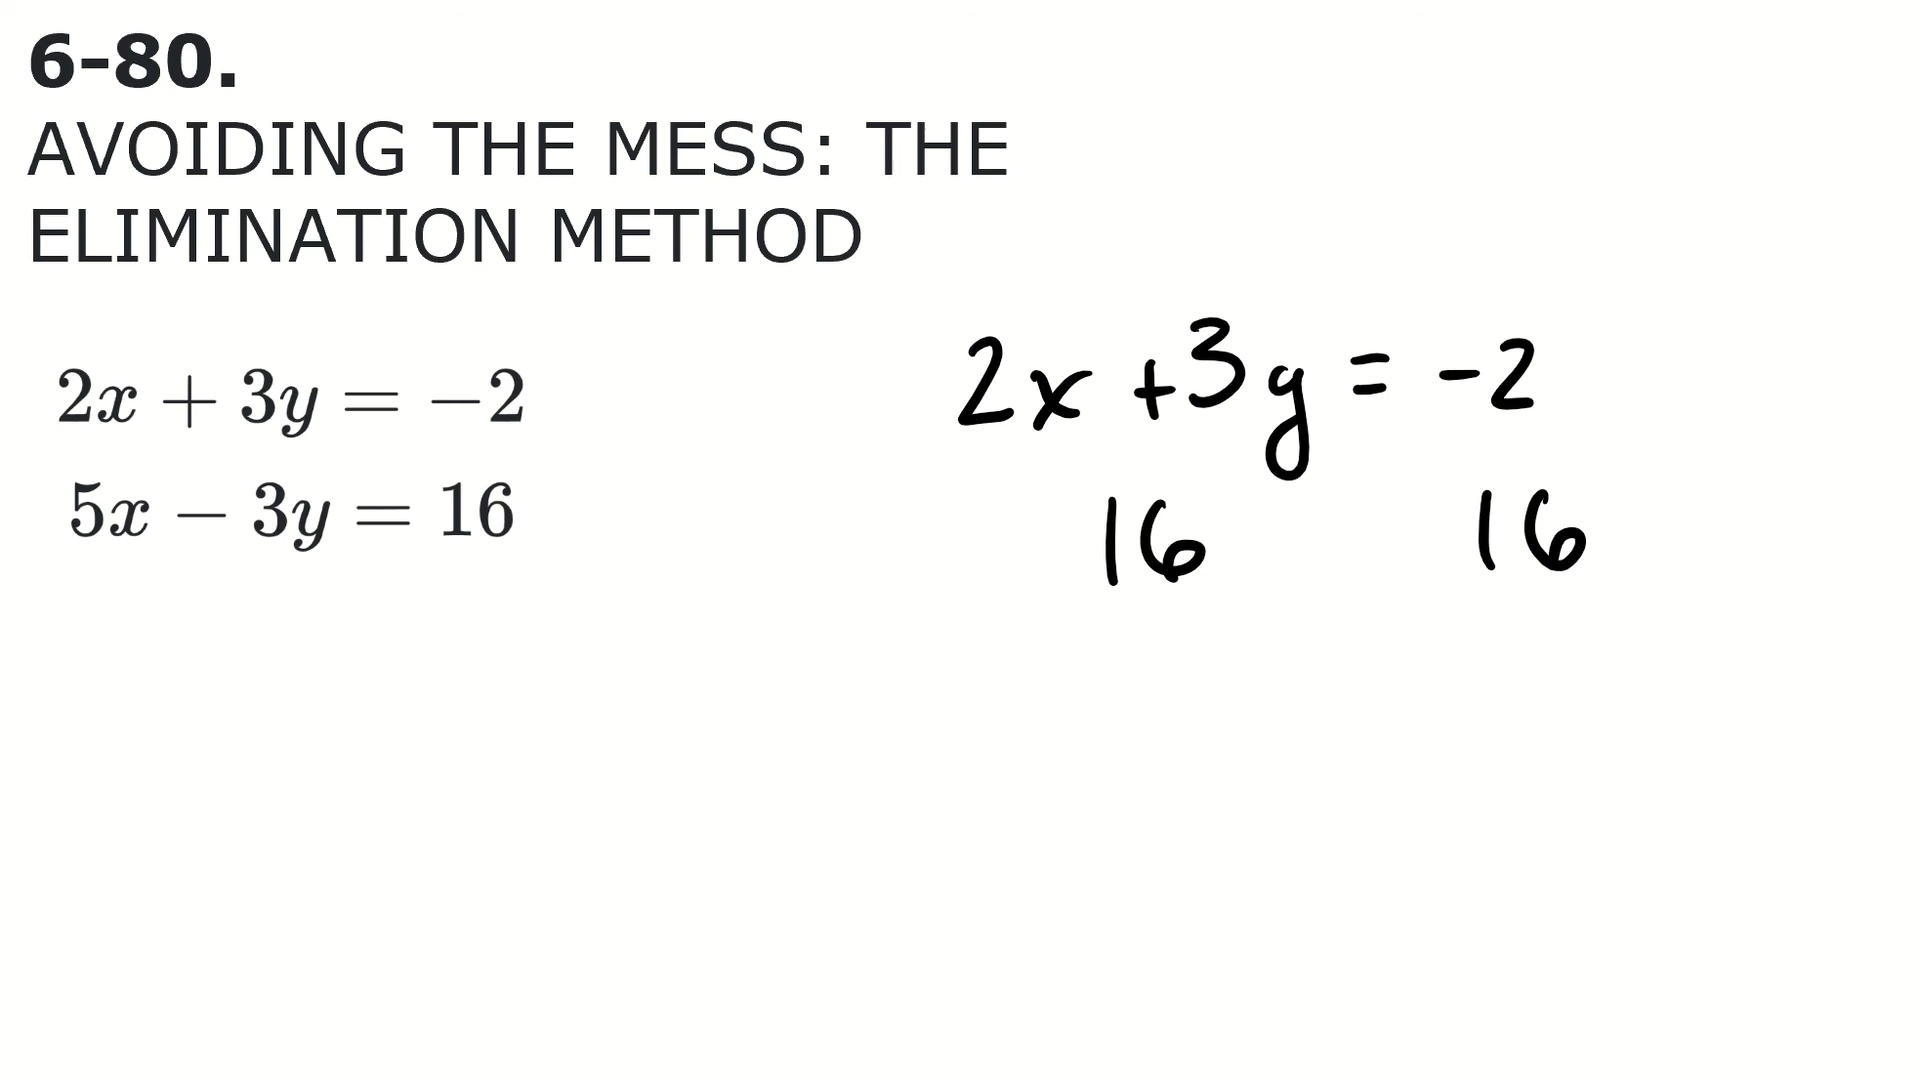 6-80.
AVOIDING THE MESS: THE
ELIMINATION METHOD
2x + 3y = −2
5x − 3y = 16
2x +3y = -2
16 16